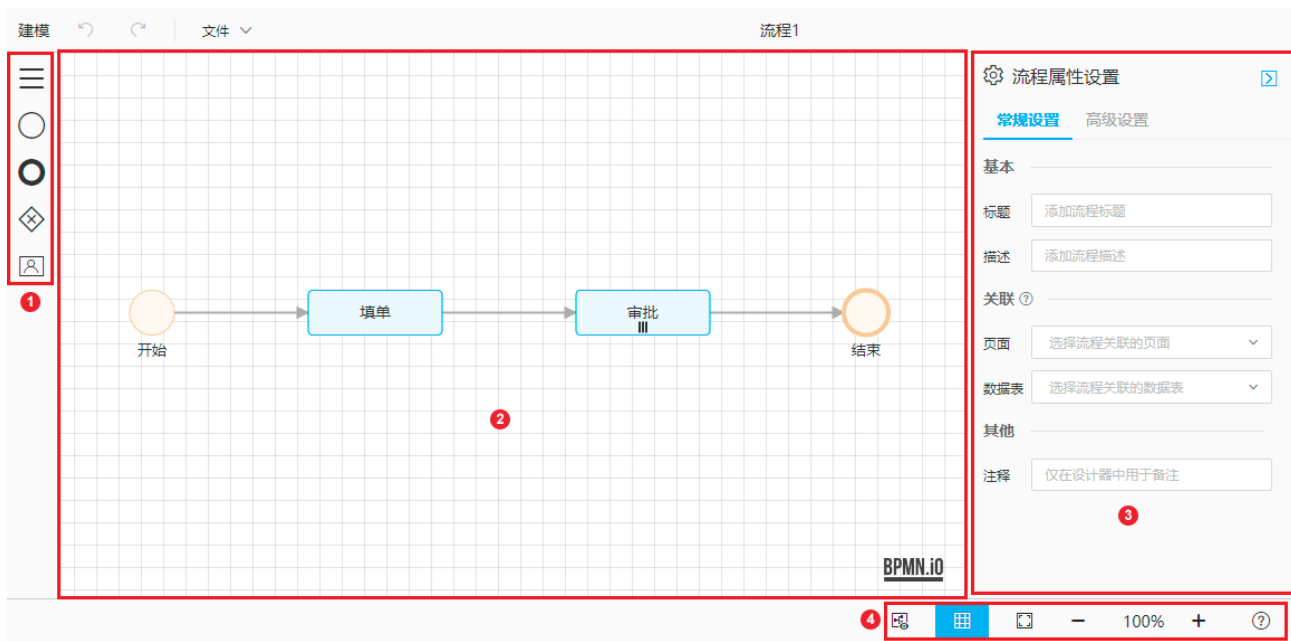 建模 文件 流程1
流程属性设置
常规设置 高级设置
基本
标题 添加流程标题
描述 添加流程描述
关联 ?
页面 选择流程关联的页面
数据表 选择流程关联的数据表
其他
注释 仅在设计器中用于备注
3
1
开始
填单
审批
结束
2
BPMN.iO
4 100% ?